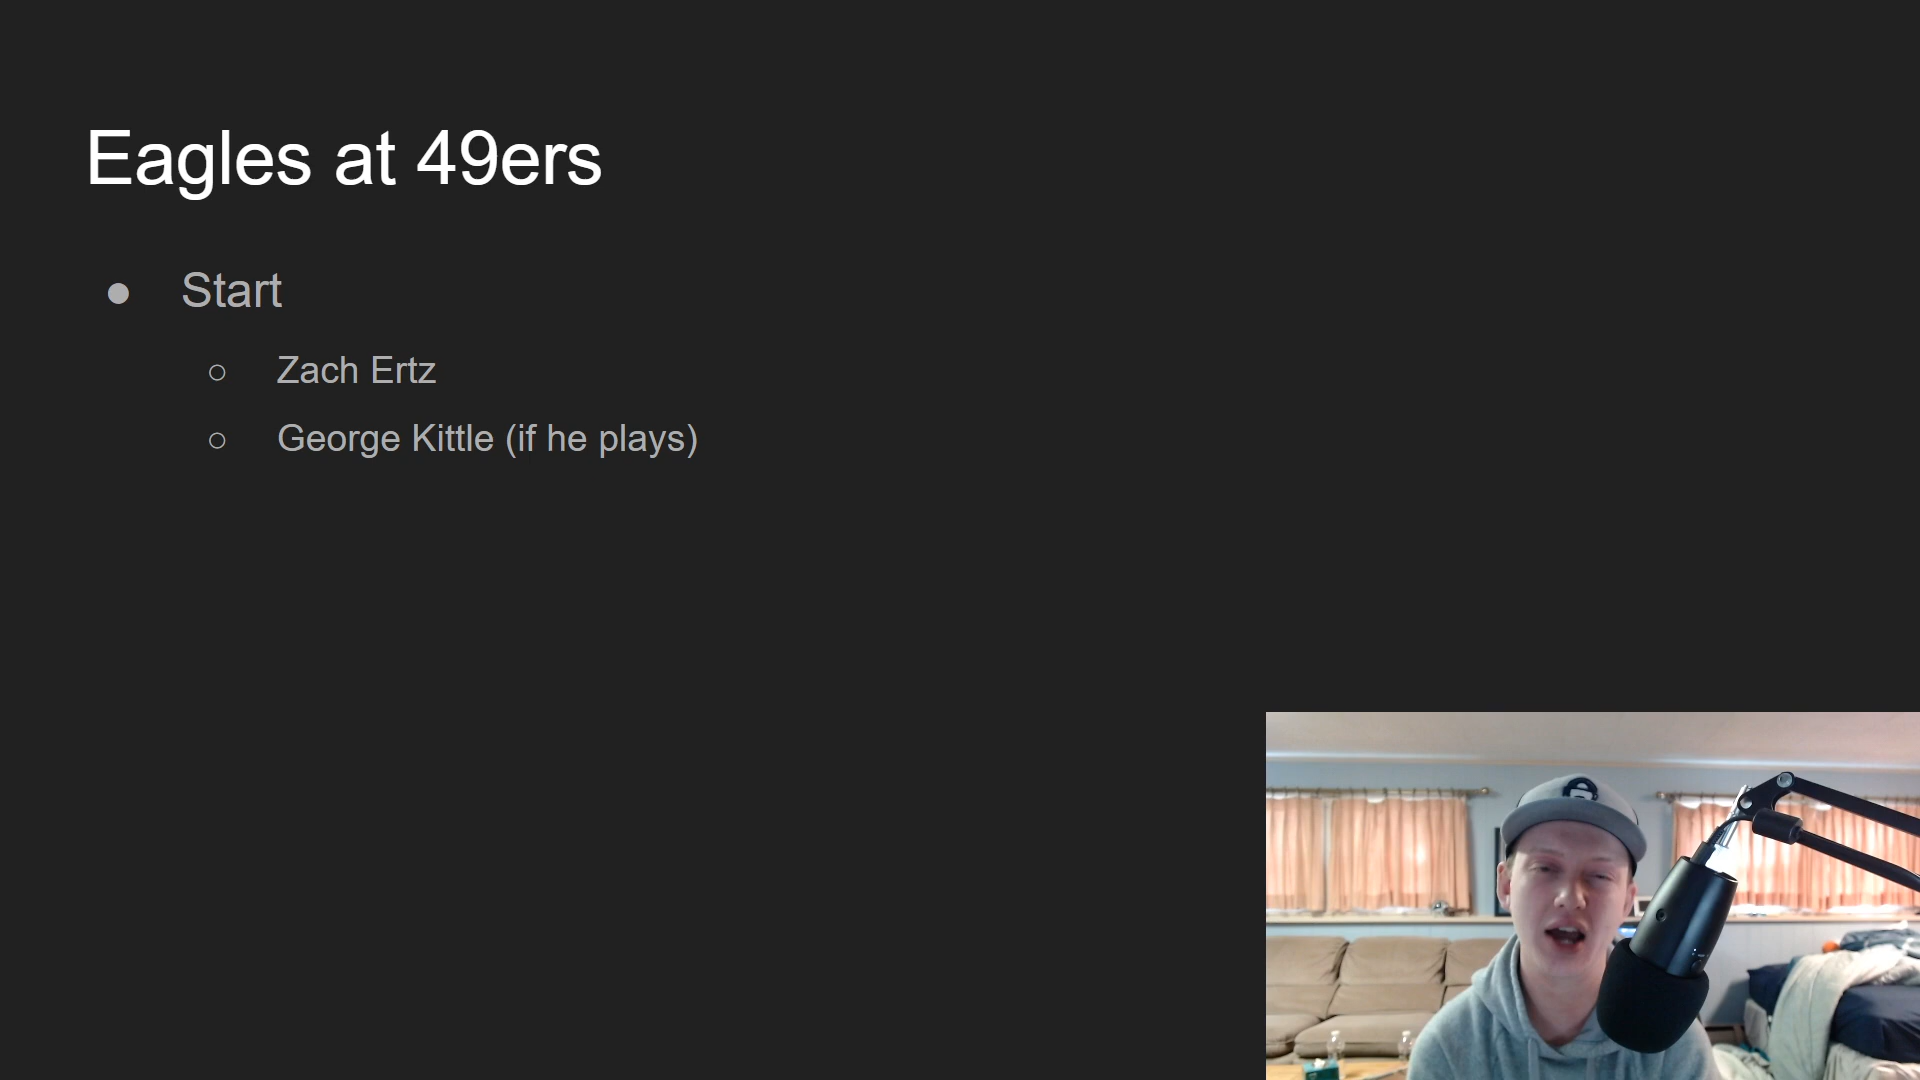 Eagles at 49ers
● Start
○ Zach Ertz
○ George Kittle (if he plays)